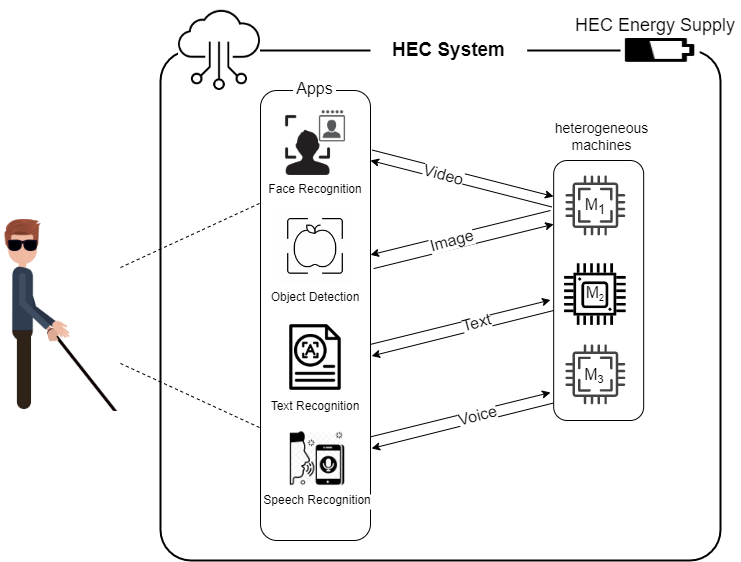 HEC Energy Supply
HEC System
Apps
heterogeneous
machines
Face Recognition
Video
M1
Image
Object Detection
M2
Text
A
Text Recognition
M3
Voice
Speech Recognition